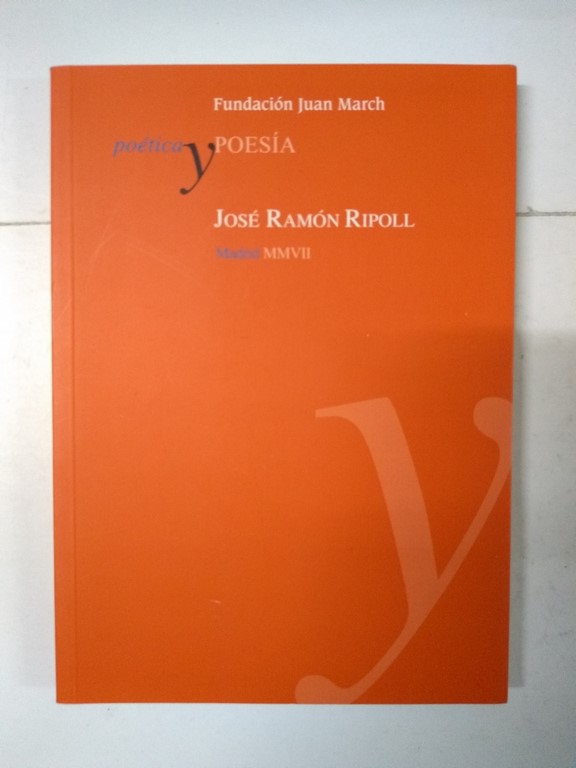 Fundación Juan March
poética y POESÍA
JOSÉ RAMÓN RIPOLL
Madrid MMVII
y